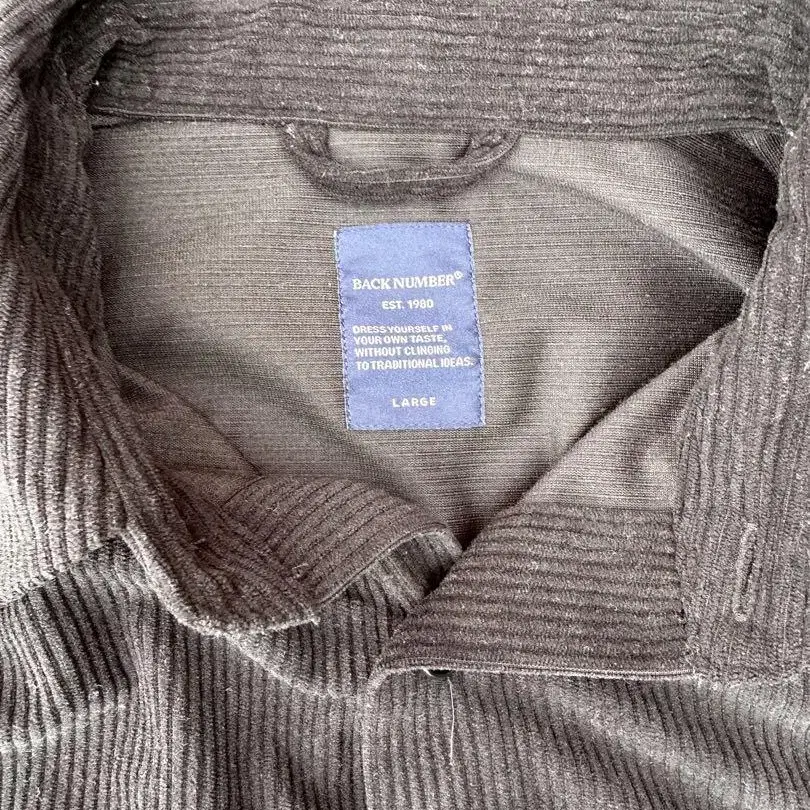 BACK NUMBER®
EST. 1980
DRESS YOURSELF IN
YOUR OWN TASTE,
WITHOUT CLINGING
TO TRADITIONAL IDEAS.
LARGE